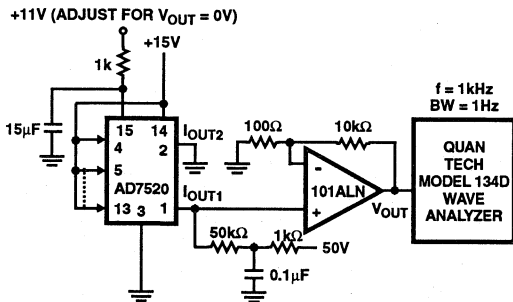 +11V (ADJUST FOR VOUT = 0V)
+15V
1k
15μF
15
14
4
2
5
AD7520
13
3
1
IOUT2
IOUT1
100Ω
10kΩ
-
+
101ALN
VOUT
50kΩ
1kΩ
50V
0.1μF
f = 1kHz
BW = 1Hz
QUAN
TECH
MODEL 134D
WAVE
ANALYZER